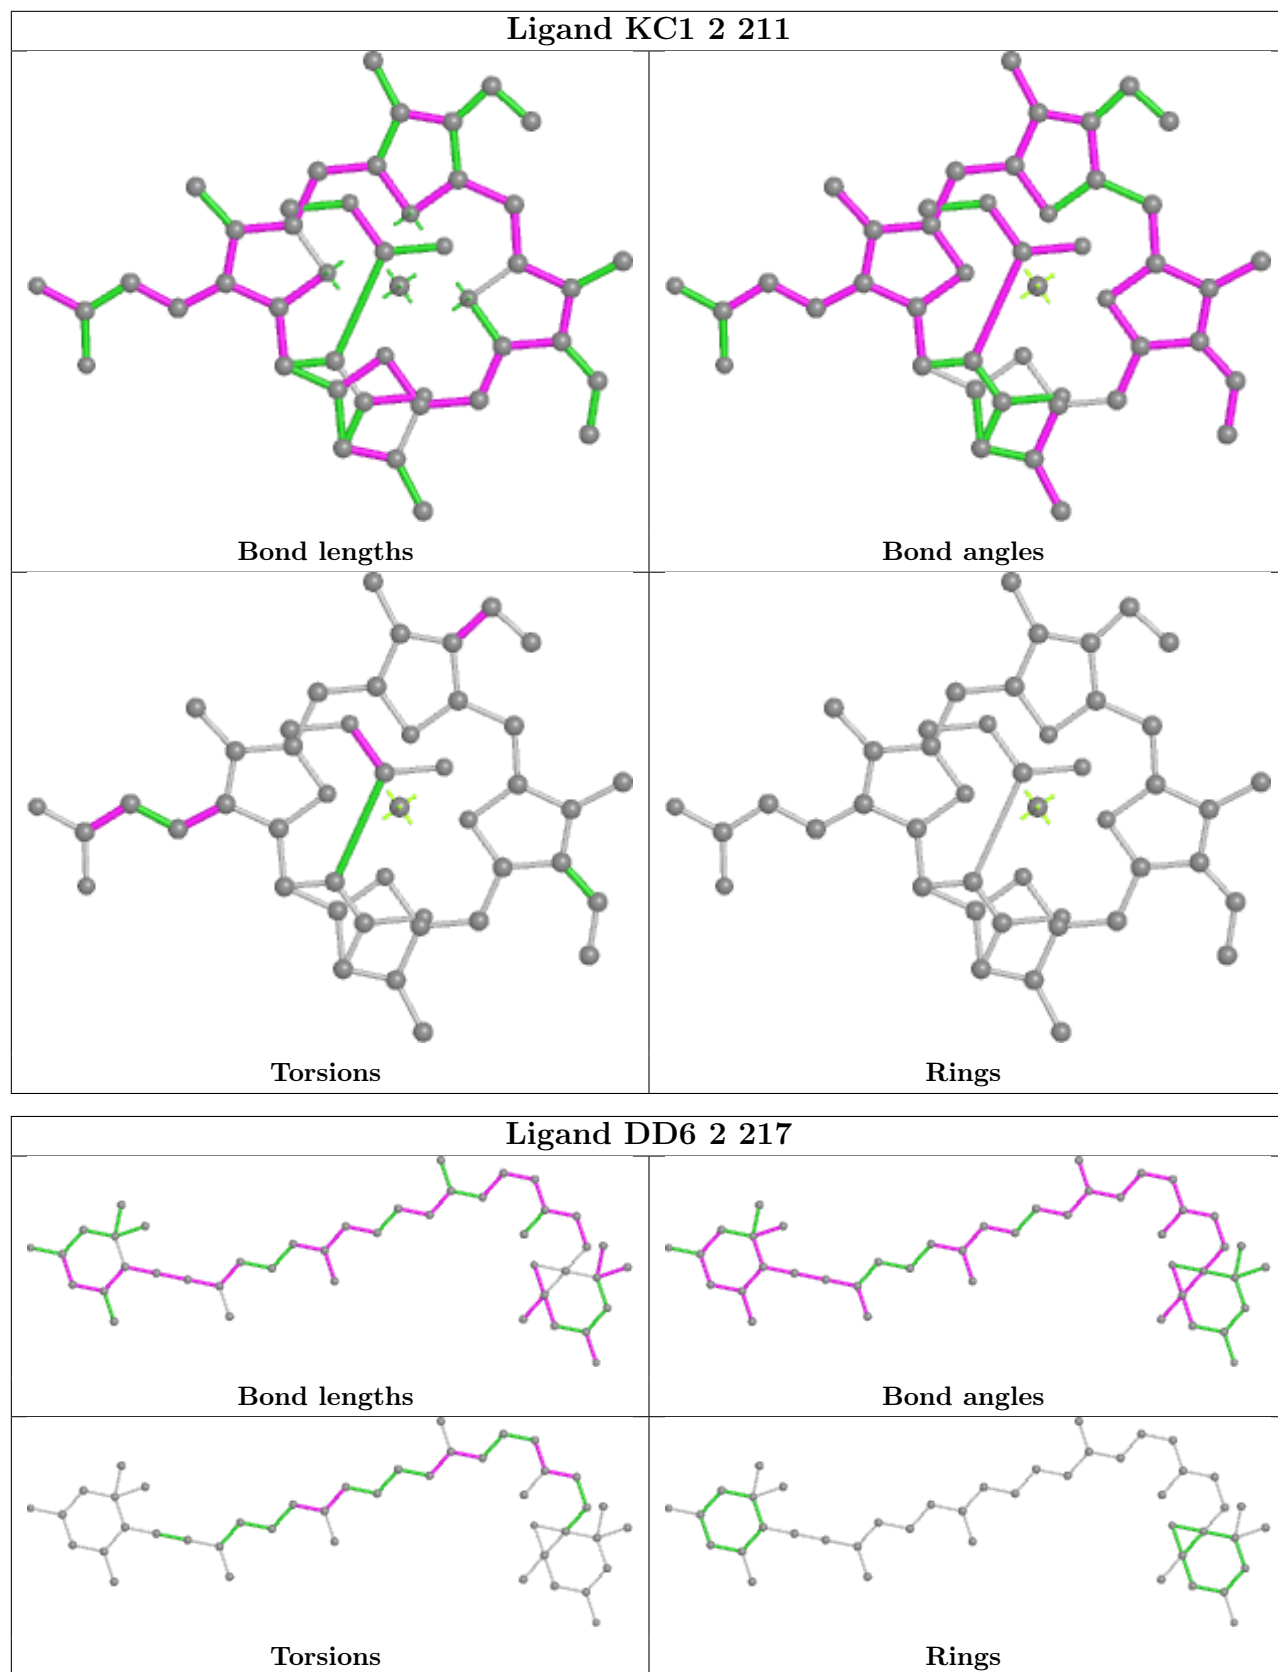 Ligand KC1 2 211
Bond lengths
Bond angles
Torsions
Rings
Ligand DD6 2 217
Bond lengths
Bond angles
Torsions
Rings